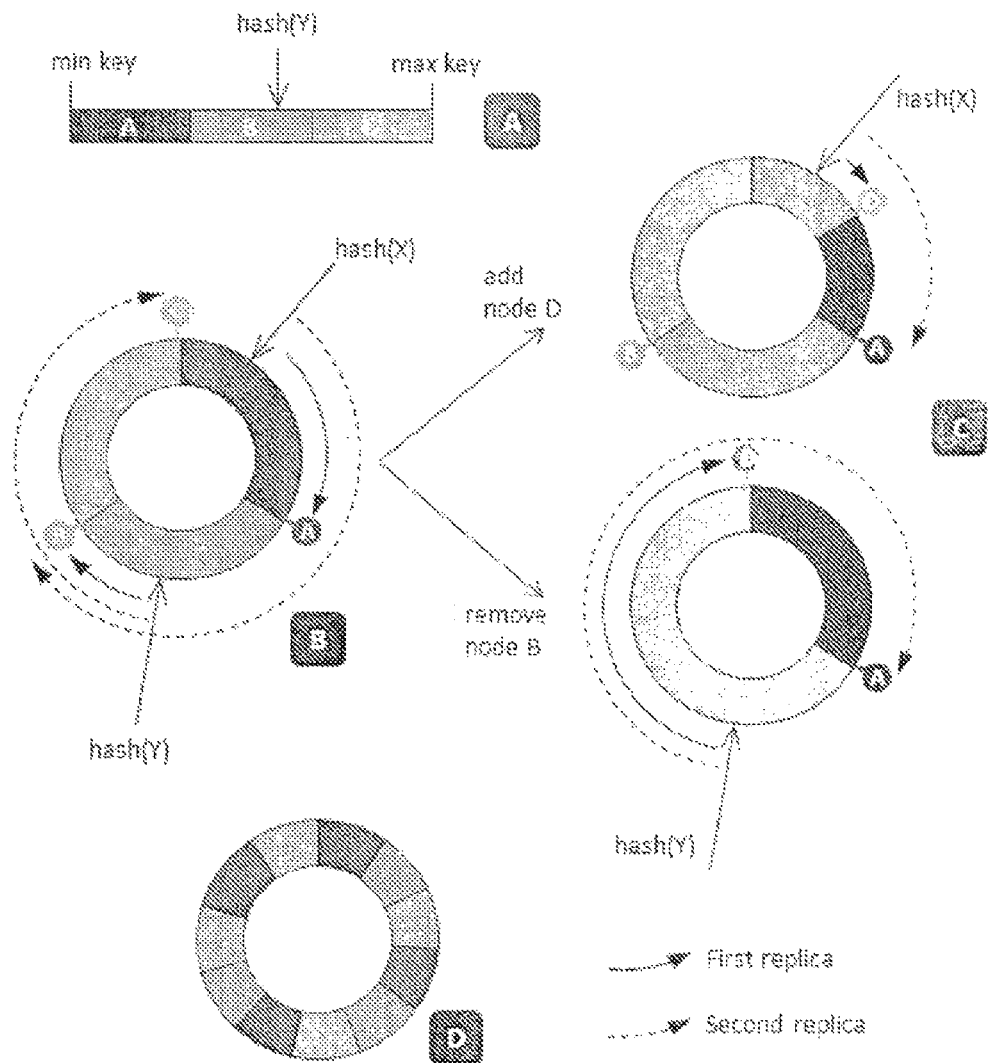 hash(Y)
min key
max key
A
B
A
hash(X)
hash(X)
add
node D
A
C
A
remove
node B
B
A
hash(Y)
hash(Y)
First replica
D
Second replica